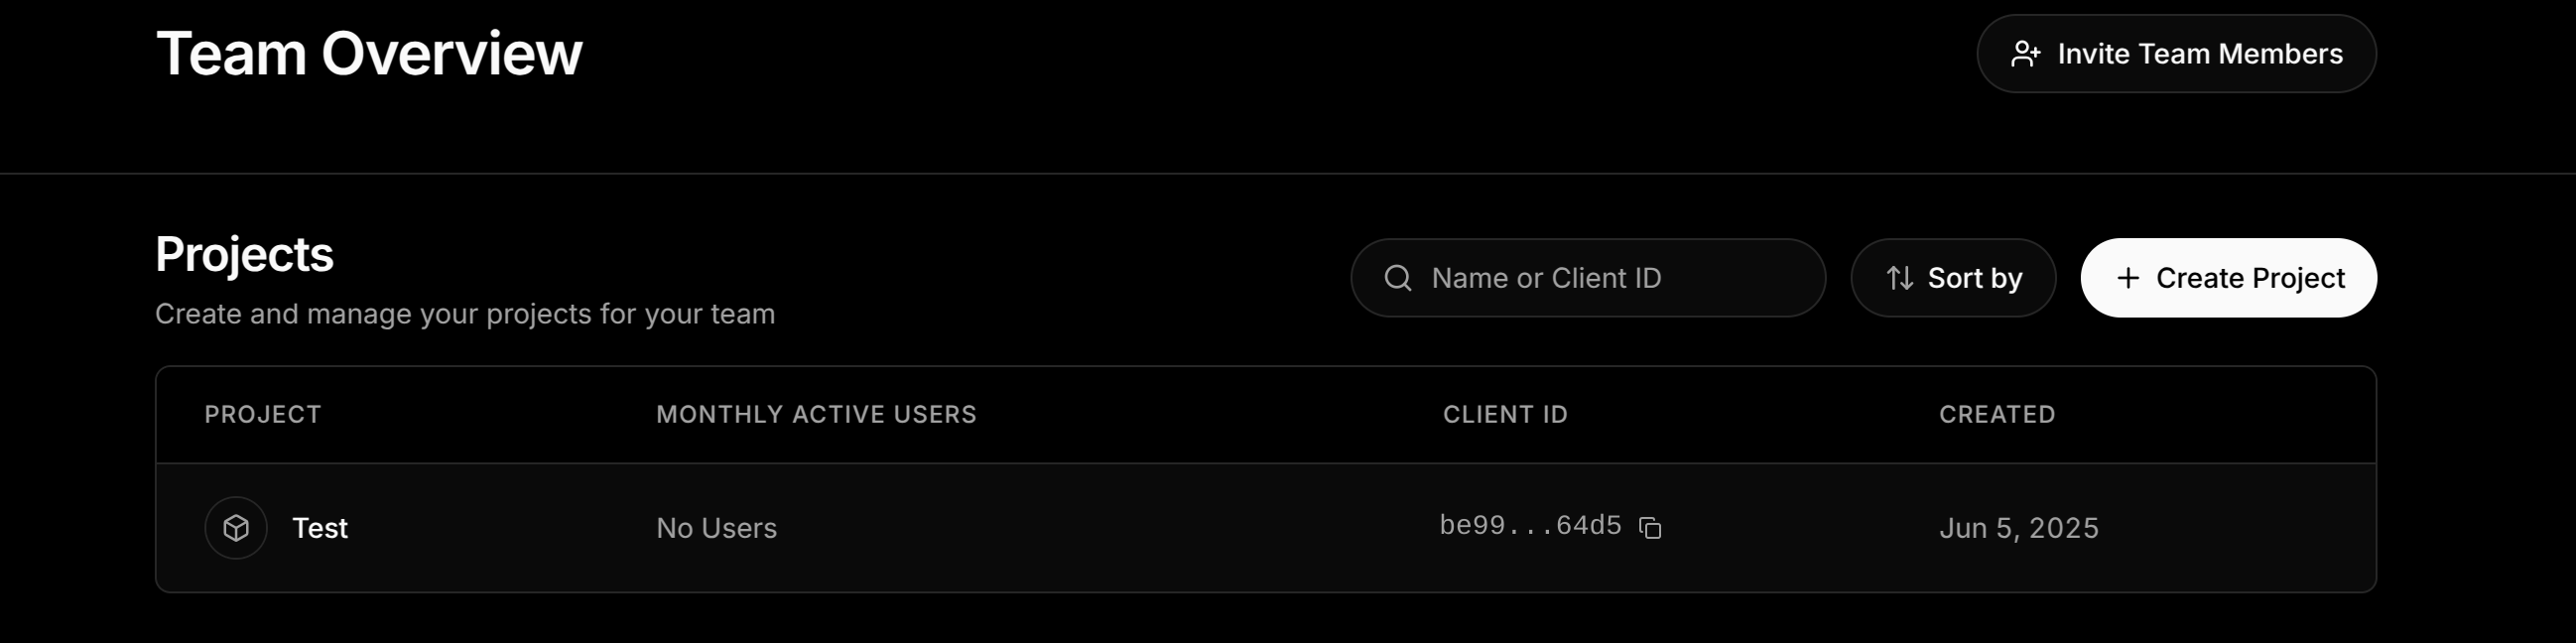 Team Overview
Invite Team Members
Projects
Create and manage your projects for your team
Name or Client ID
Sort by
Create Project
PROJECT MONTHLY ACTIVE USERS CLIENT ID CREATED
Test No Users be99...64d5 Jun 5, 2025